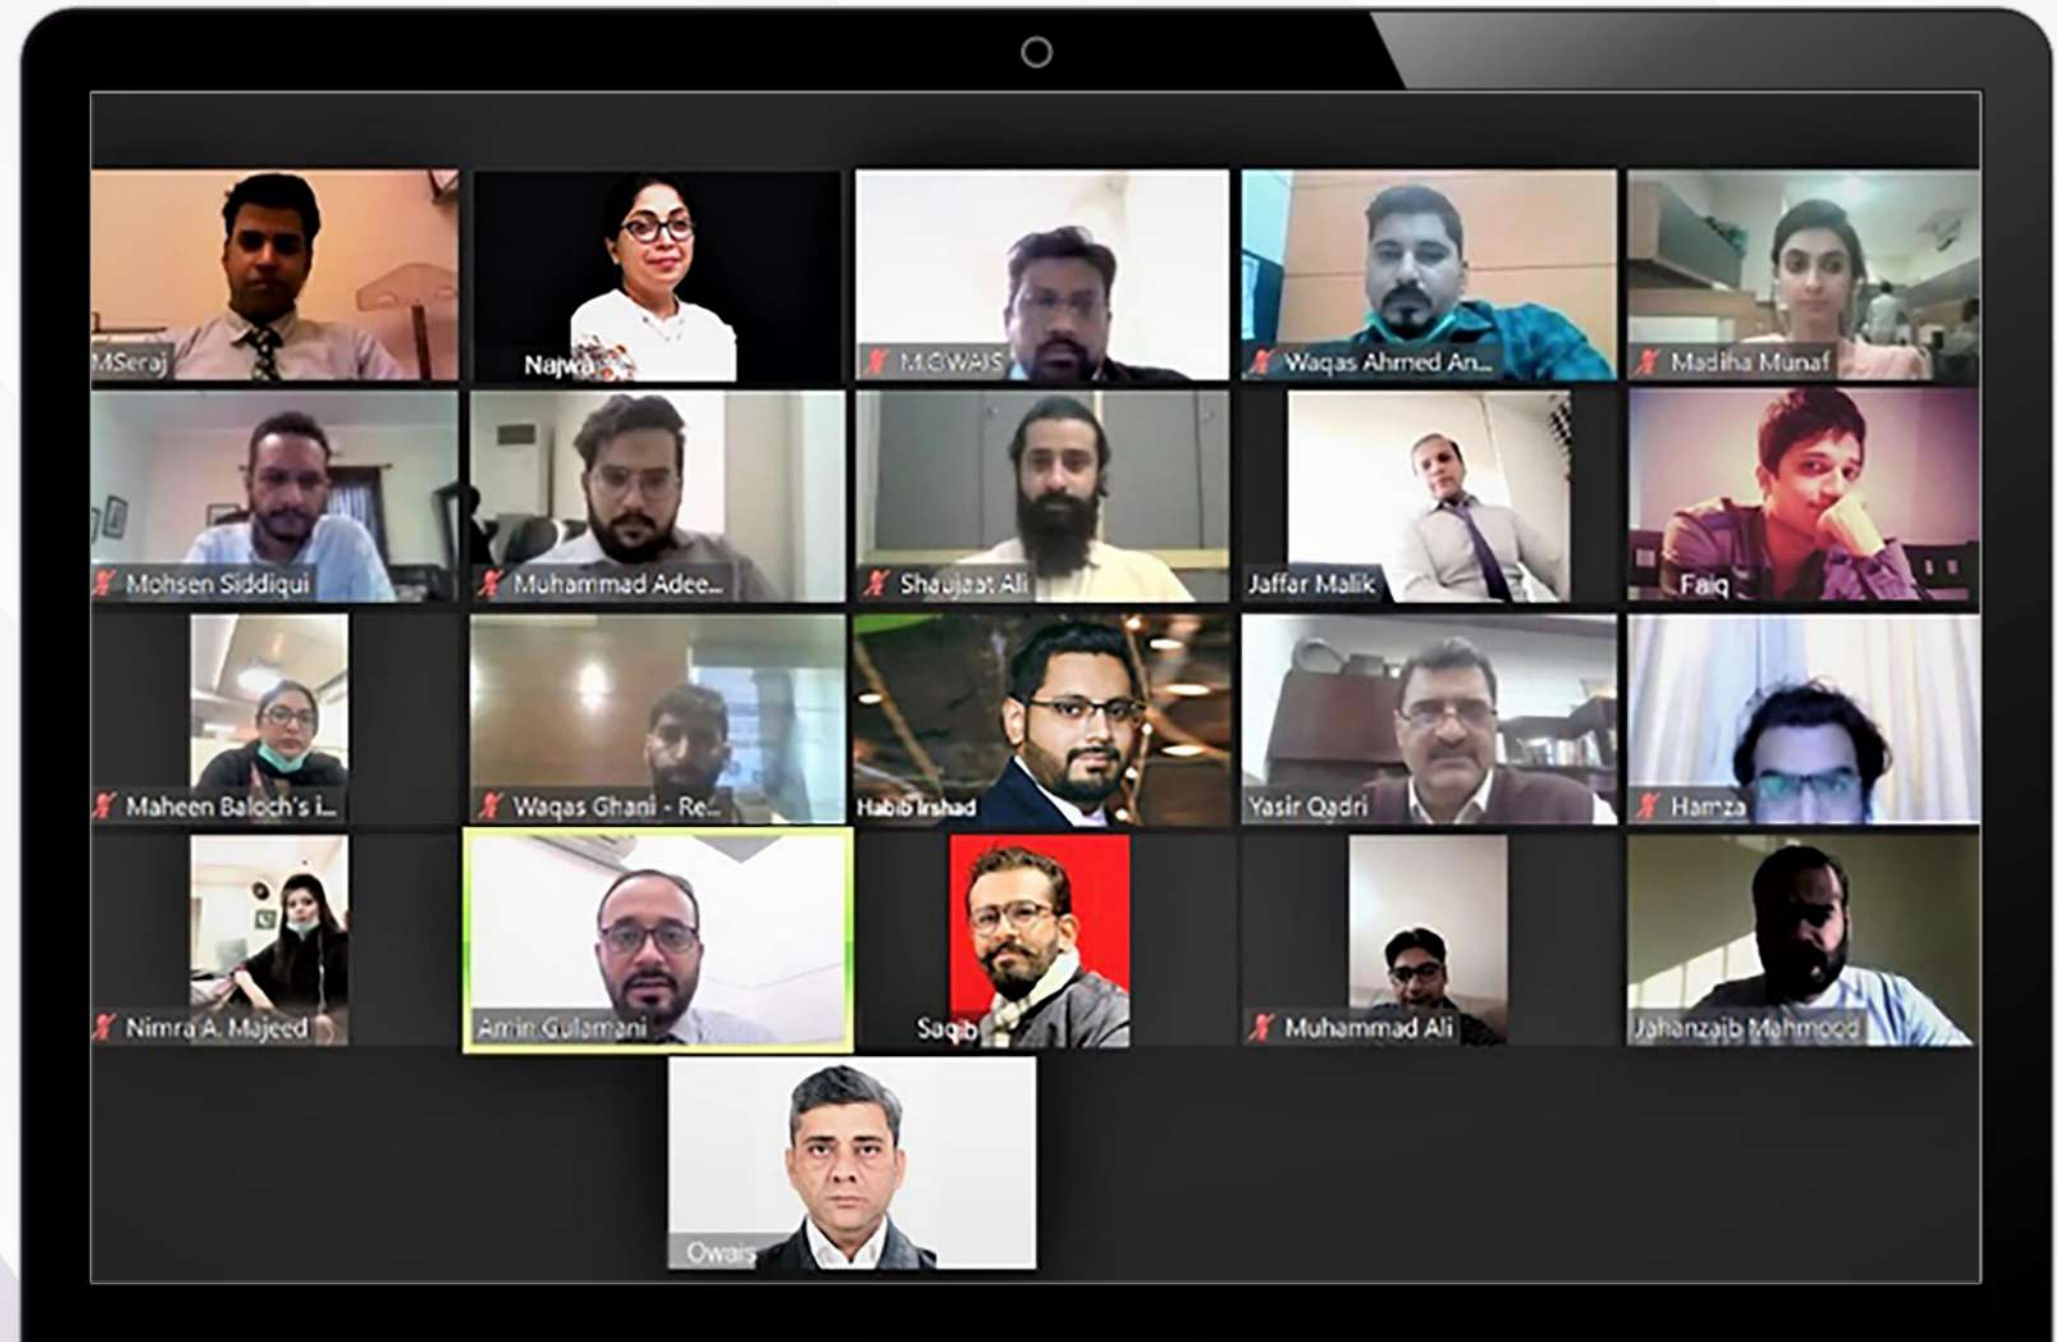 MSeraj
Najwa
M.OWAIS
Waqas Ahmed An...
Madiha Munaf
Mohsen Siddiqui
Muhammad Adee...
Shaujaat Ali
Jaffar Malik
Faiq
Maheen Baloch's i...
Waqas Ghani - Re...
Habib Irshad
Yasir Qadri
Hamza
Nimra A. Majeed
Amin Gulamani
Saqib
Muhammad Ali
Jahanzaib Mahmood
Owais